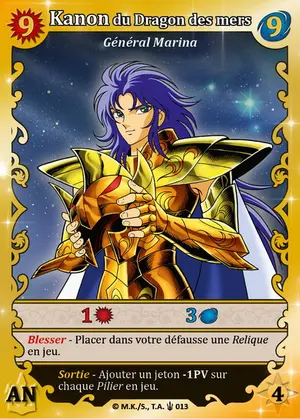 9 Kanon du Dragon des mers 9
Général Marina
1 3
Blesser - Placer dans votre défausse une Relique
en jeu.
Sortie - Ajouter un jeton -1PV sur
chaque Pilier en jeu.
AN 4
© M.K./S., T.A. 013